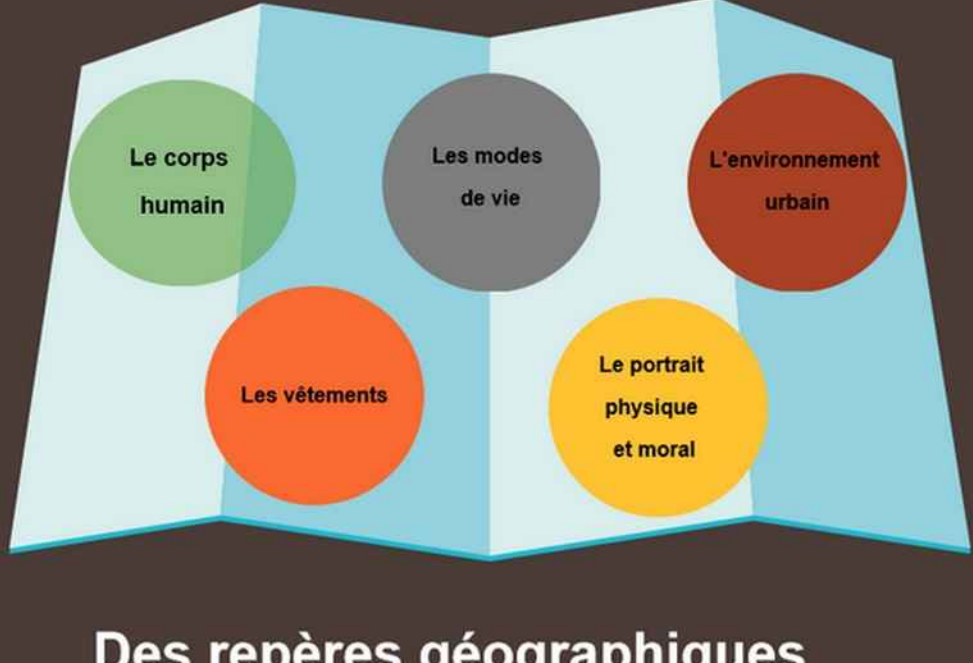 Le corps
humain
Les modes
de vie
L'environnement
urbain
Les vêtements
Le portrait
physique
et moral
Des repères géographiques